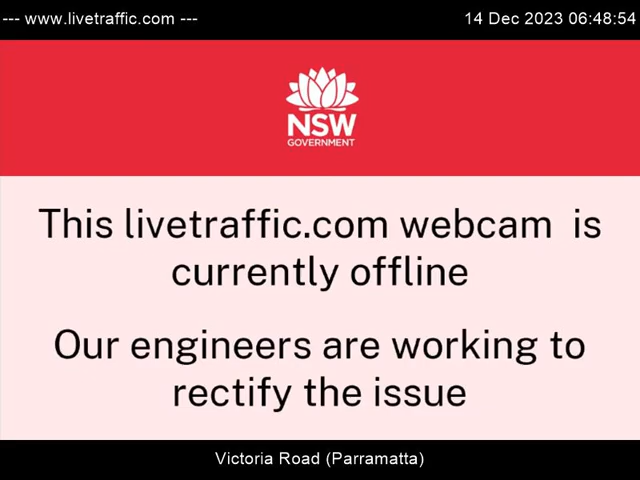 --- www.livetraffic.com --- 14 Dec 2023 06:48:54
NSW
GOVERNMENT
This livetraffic.com webcam is
currently offline
Our engineers are working to
rectify the issue
Victoria Road (Parramatta)